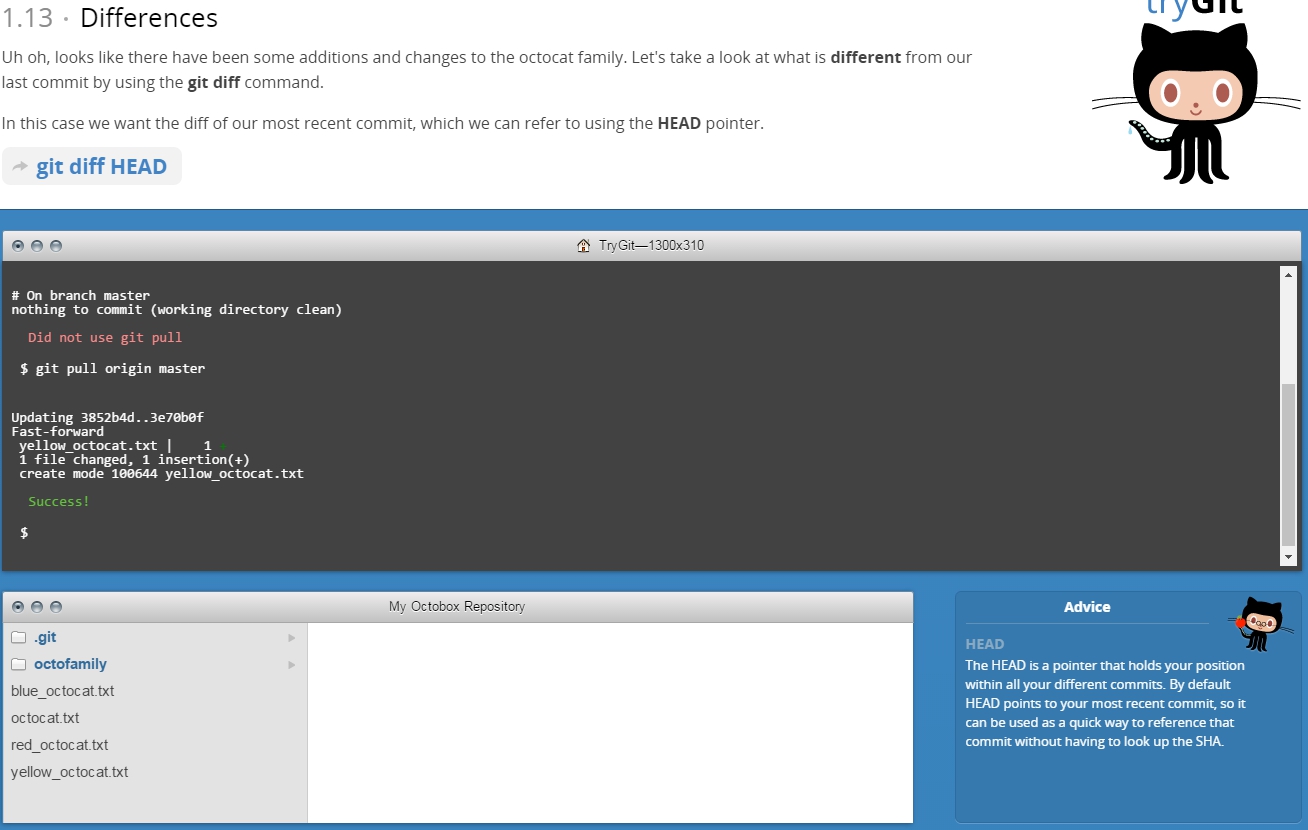 tryGit
1.13 · Differences
Uh oh, looks like there have been some additions and changes to the octocat family. Let's take a look at what is different from our
last commit by using the git diff command.
In this case we want the diff of our most recent commit, which we can refer to using the HEAD pointer.
git diff HEAD
TryGit—1300x310
# On branch master
nothing to commit (working directory clean)
Did not use git pull
$ git pull origin master
Updating 3852b4d..3e70b0f
Fast-forward
yellow_octocat.txt | 1 +
1 file changed, 1 insertion(+)
create mode 100644 yellow_octocat.txt
Success!
$
My Octobox Repository
.git
octofamily
blue_octocat.txt
octocat.txt
red_octocat.txt
yellow_octocat.txt
Advice
HEAD
The HEAD is a pointer that holds your position
within all your different commits. By default
HEAD points to your most recent commit, so it
can be used as a quick way to reference that
commit without having to look up the SHA.